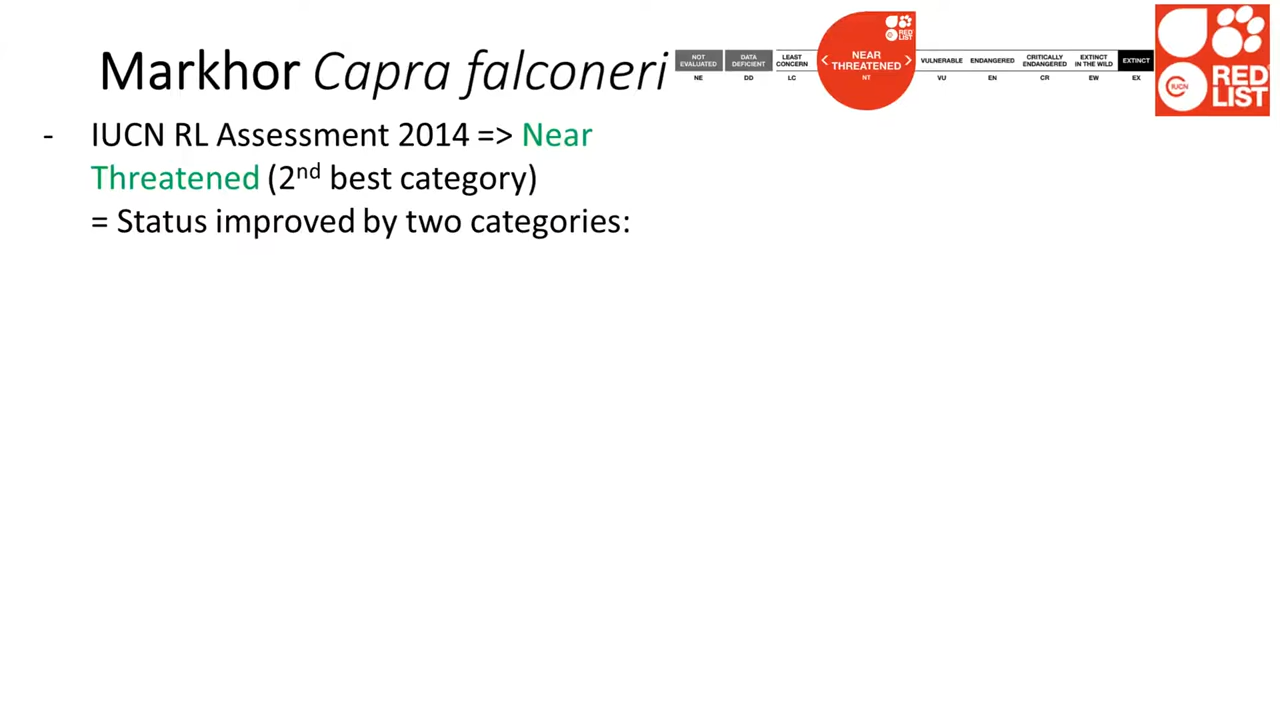 Markhor Capra falconeri
NOT EVALUATED
NE
DATA DEFICIENT
DD
LEAST CONCERN
LC
< NEAR THREATENED >
NT
VULNERABLE
VU
ENDANGERED
EN
CRITICALLY ENDANGERED
CR
EXTINCT IN THE WILD
EW
EXTINCT
EX
RED LIST
IUCN
RED LIST
- IUCN RL Assessment 2014 => Near
Threatened (2nd best category)
= Status improved by two categories: